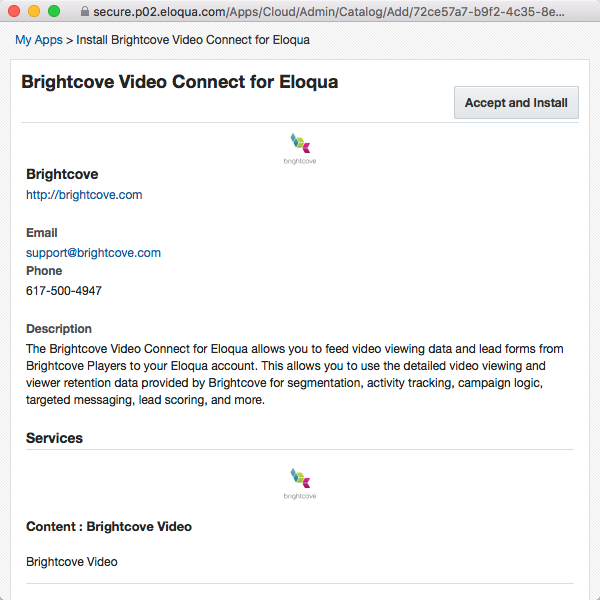 secure.p02.eloqua.com/Apps/Cloud/Admin/Catalog/Add/72ce57a7-b9f2-4c35-8e...
My Apps > Install Brightcove Video Connect for Eloqua
Brightcove Video Connect for Eloqua
Accept and Install
brightcove
Brightcove
http://brightcove.com
Email
support@brightcove.com
Phone
617-500-4947
Description
The Brightcove Video Connect for Eloqua allows you to feed video viewing data and lead forms from
Brightcove Players to your Eloqua account. This allows you to use the detailed video viewing and
viewer retention data provided by Brightcove for segmentation, activity tracking, campaign logic,
targeted messaging, lead scoring, and more.
Services
brightcove
Content : Brightcove Video
Brightcove Video